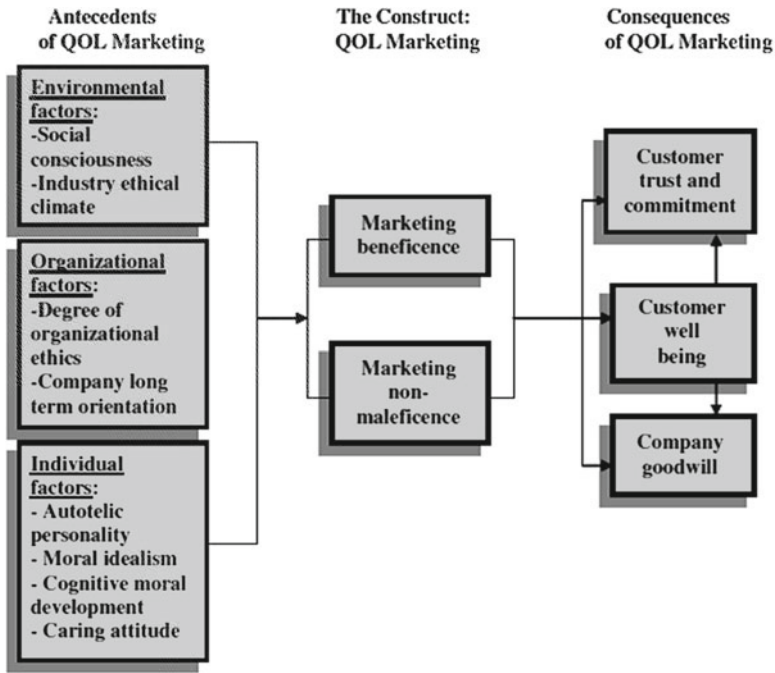 Antecedents
of QOL Marketing
The Construct:
QOL Marketing
Consequences
of QOL Marketing
Environmental
factors:
-Social
consciousness
-Industry ethical
climate
Organizational
factors:
-Degree of
organizational
ethics
-Company long
term orientation
Individual
factors:
- Autotelic
personality
- Moral idealism
- Cognitive moral
development
- Caring attitude
Marketing
beneficence
Marketing
non-
maleficence
Customer
trust and
commitment
Customer
well
being
Company
goodwill